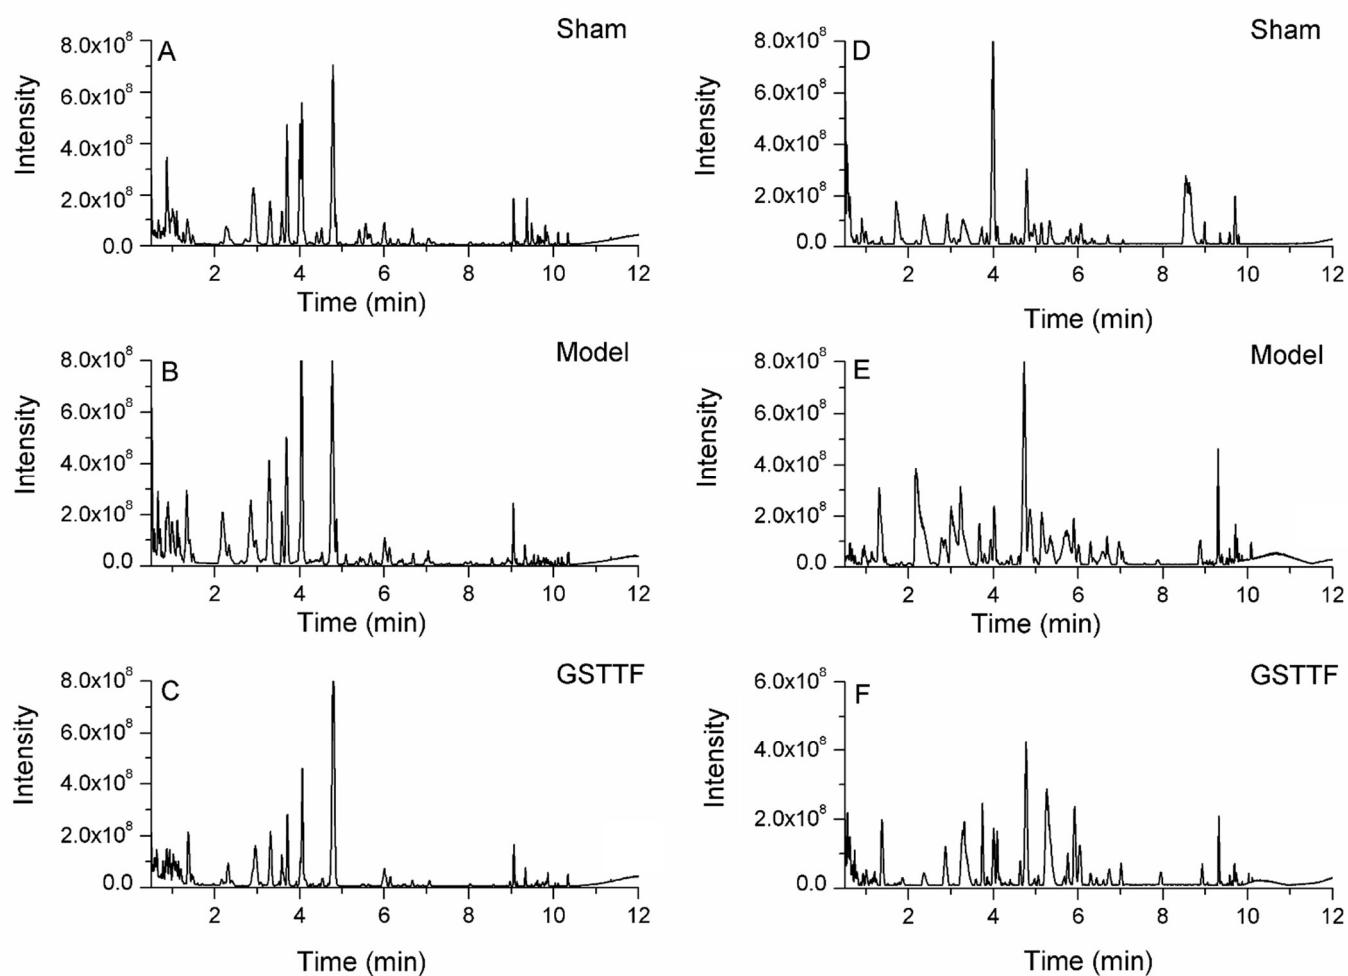 Sham
A
8.0x10⁸
6.0x10⁸
4.0x10⁸
2.0x10⁸
0.0
Intensity
2 4 6 8 10 12
Time (min)
Sham
D
8.0x10⁸
6.0x10⁸
4.0x10⁸
2.0x10⁸
0.0
Intensity
2 4 6 8 10 12
Time (min)
Model
B
8.0x10⁸
6.0x10⁸
4.0x10⁸
2.0x10⁸
0.0
Intensity
2 4 6 8 10 12
Time (min)
Model
E
8.0x10⁸
6.0x10⁸
4.0x10⁸
2.0x10⁸
0.0
Intensity
2 4 6 8 10 12
Time (min)
GSTTF
C
8.0x10⁸
6.0x10⁸
4.0x10⁸
2.0x10⁸
0.0
Intensity
2 4 6 8 10 12
Time (min)
GSTTF
F
6.0x10⁸
4.0x10⁸
2.0x10⁸
0.0
Intensity
2 4 6 8 10 12
Time (min)